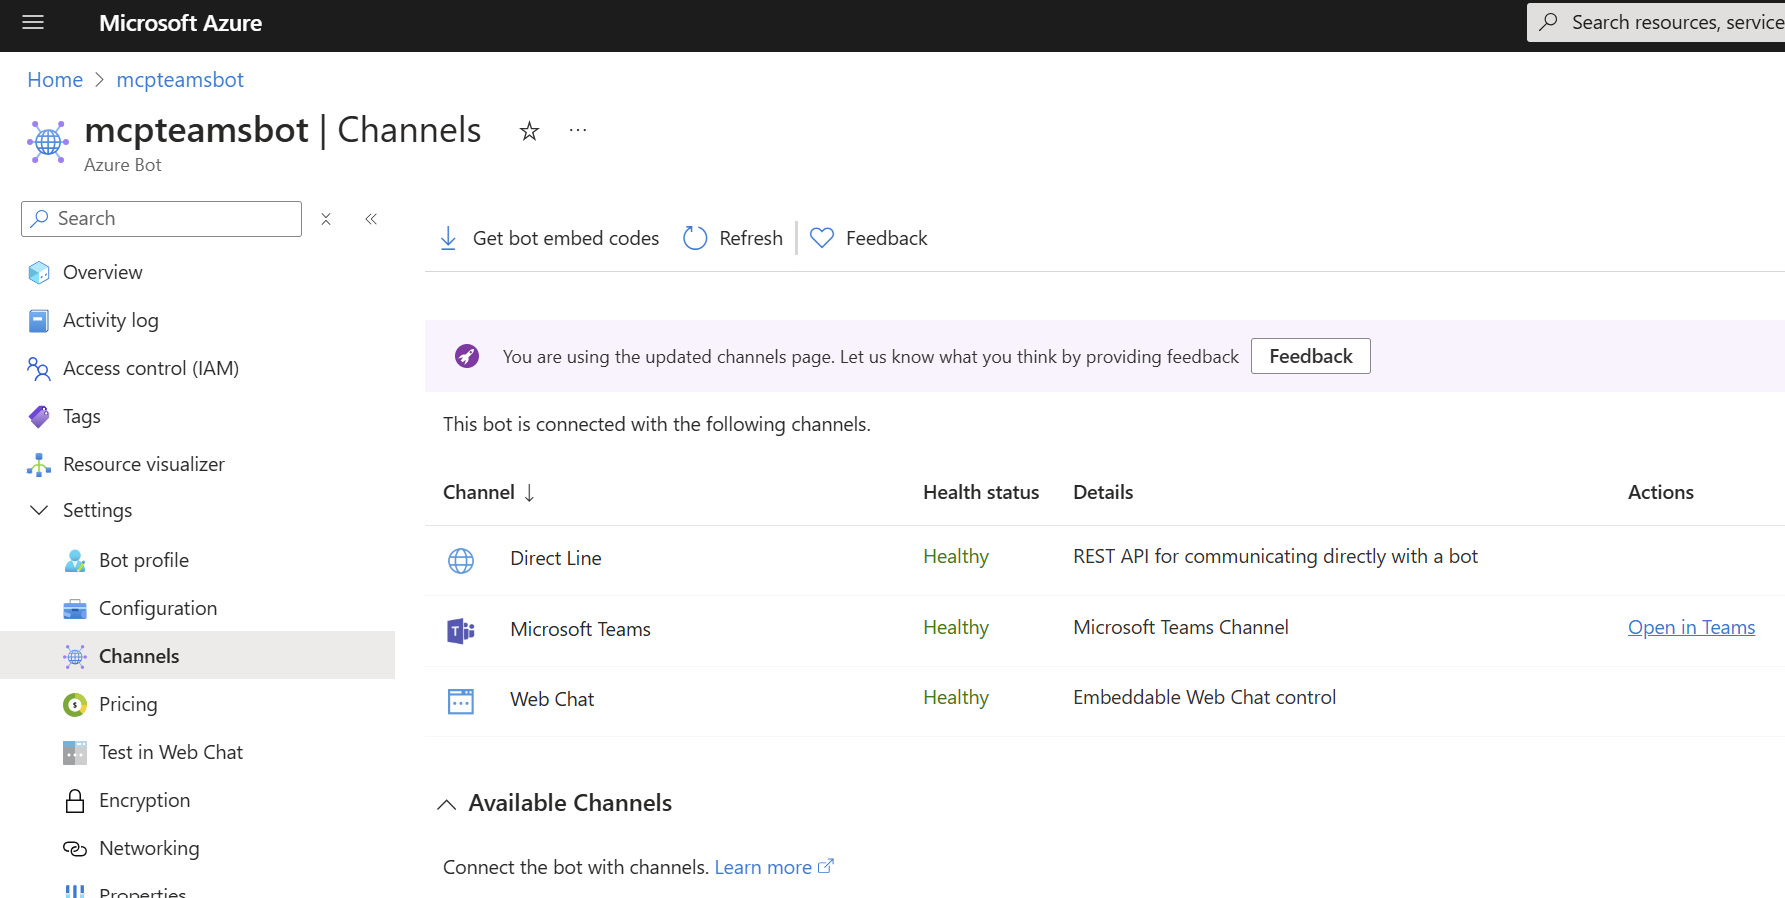 Microsoft Azure
Search resources, service
Home > mcpteamsbot
mcpteamsbot | Channels
Azure Bot
Search
Overview
Activity log
Access control (IAM)
Tags
Resource visualizer
Settings
Bot profile
Configuration
Channels
Pricing
Test in Web Chat
Encryption
Networking
Properties
Get bot embed codes Refresh Feedback
You are using the updated channels page. Let us know what you think by providing feedback Feedback
This bot is connected with the following channels.
Channel ↓ Health status Details Actions
Direct Line Healthy REST API for communicating directly with a bot
Microsoft Teams Healthy Microsoft Teams Channel Open in Teams
Web Chat Healthy Embeddable Web Chat control
Available Channels
Connect the bot with channels. Learn more